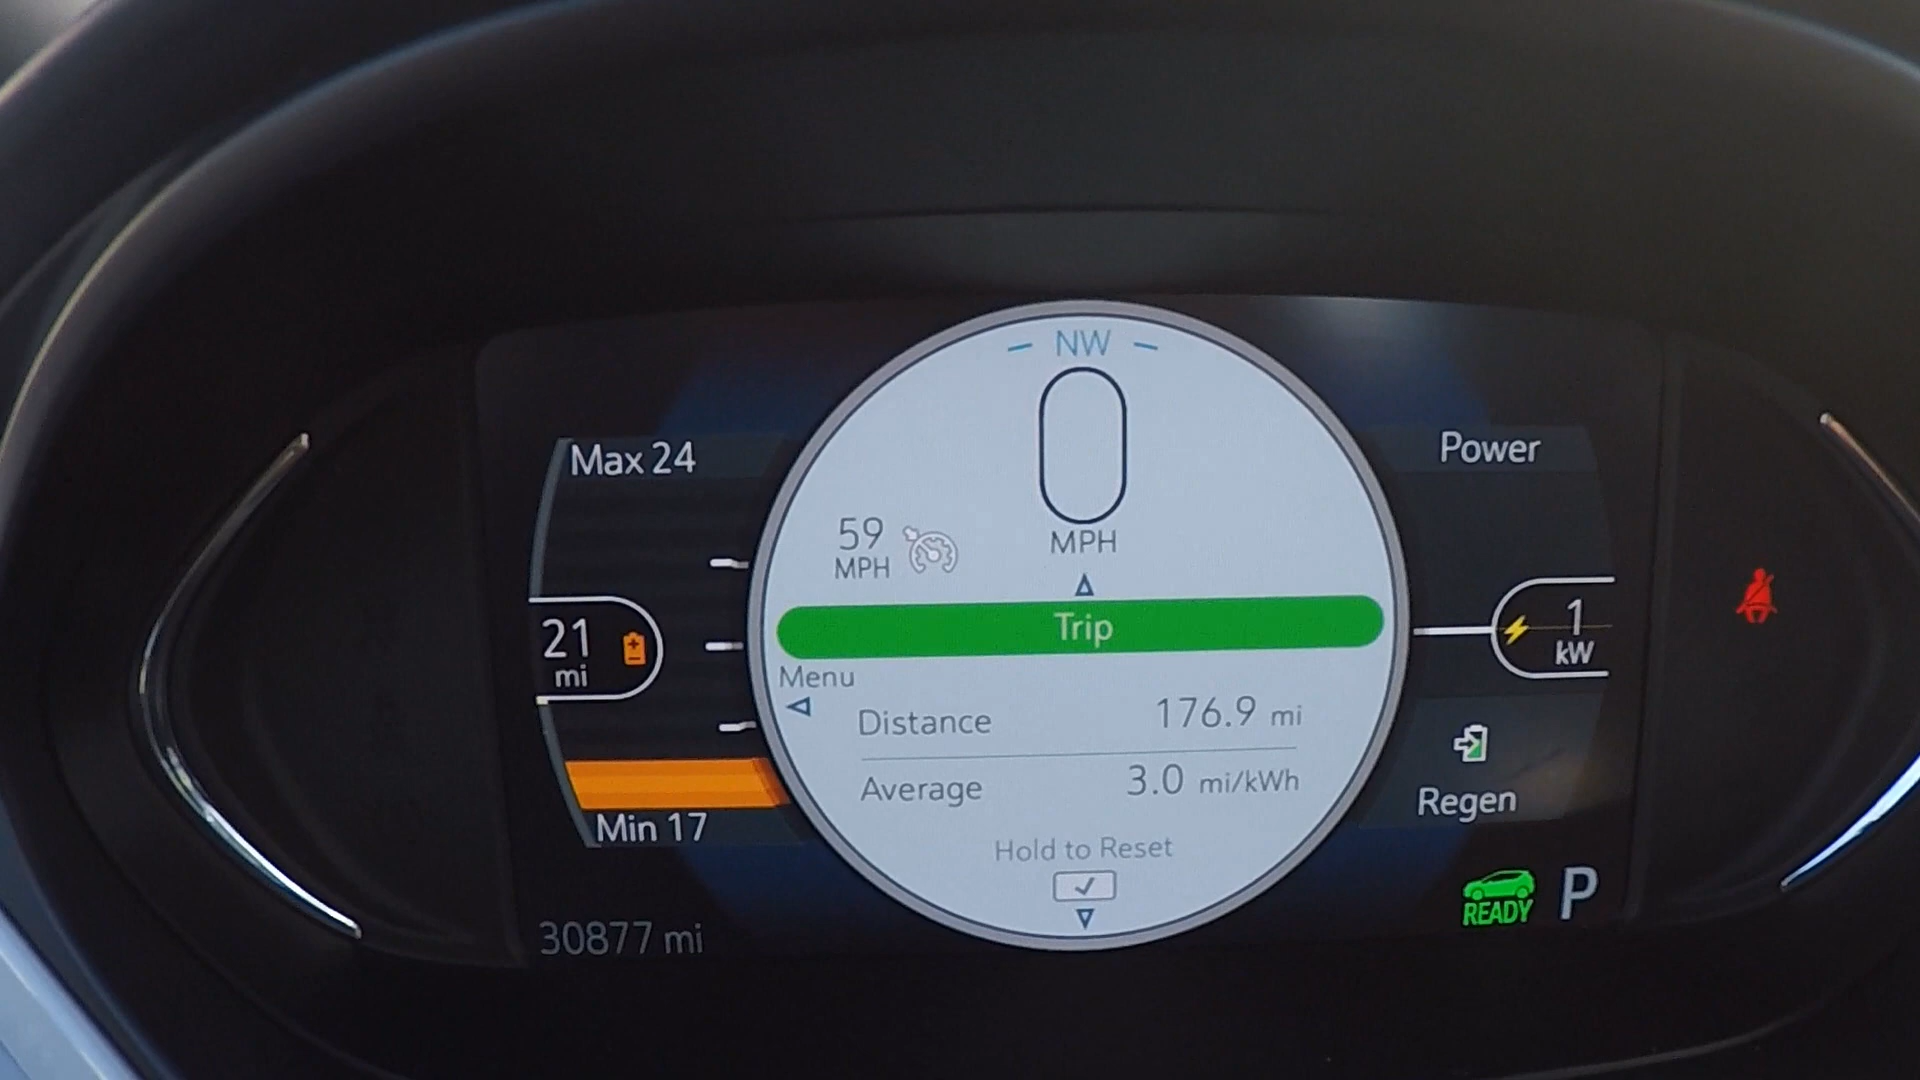 NW
0
MPH
Max 24
Power
59
MPH
21
mi
Trip
1
kW
Menu
Distance 176.9 mi
Average 3.0 mi/kWh
Regen
Min 17
Hold to Reset
READY P
30877 mi